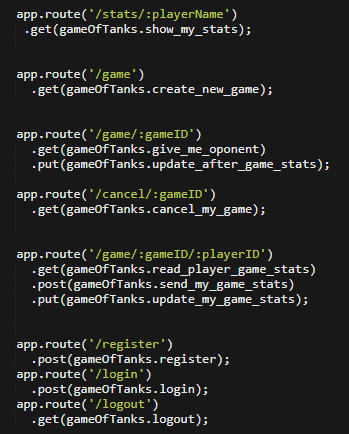 app.route('/stats/:playerName')
.get(gameOfTanks.show_my_stats);
app.route('/game')
.get(gameOfTanks.create_new_game);
app.route('/game/:gameID')
.get(gameOfTanks.give_me_oponent)
.put(gameOfTanks.update_after_game_stats);
app.route('/cancel/:gameID')
.get(gameOfTanks.cancel_my_game);
app.route('/game/:gameID/:playerID')
.get(gameOfTanks.read_player_game_stats)
.post(gameOfTanks.send_my_game_stats)
.put(gameOfTanks.update_my_game_stats);
app.route('/register')
.post(gameOfTanks.register);
app.route('/login')
.post(gameOfTanks.login);
app.route('/logout')
.get(gameOfTanks.logout);